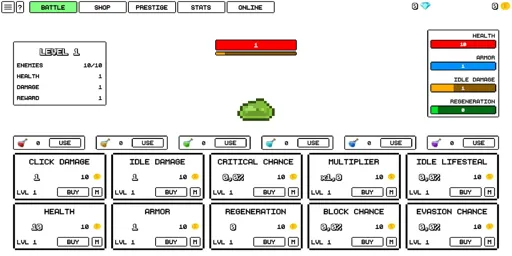 ? BATTLE SHOP PRESTIGE STATS ONLINE 0 0
LEVEL 1
ENEMIES 10/10
HEALTH 1
DAMAGE 1
REWARD 1
1
HEALTH
10
ARMOR
1
IDLE DAMAGE
1
REGENERATION
0
0 USE 0 USE 0 USE 0 USE 0 USE 0 USE
CLICK DAMAGE
1 10
LVL 1 BUY M
IDLE DAMAGE
1 10
LVL 1 BUY M
CRITICAL CHANCE
0,0% 10
LVL 1 BUY M
MULTIPLIER
x1,0 10
LVL 1 BUY M
IDLE LIFESTEAL
0,0% 10
LVL 1 BUY M
HEALTH
10 10
LVL 1 BUY M
ARMOR
1 10
LVL 1 BUY M
REGENERATION
0 10
LVL 1 BUY M
BLOCK CHANCE
0,0% 10
LVL 1 BUY M
EVASION CHANCE
0,0% 10
LVL 1 BUY M